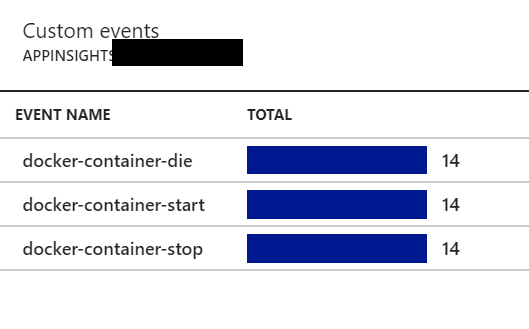 Custom events
APPINSIGHTS
EVENT NAME TOTAL
docker-container-die 14
docker-container-start 14
docker-container-stop 14